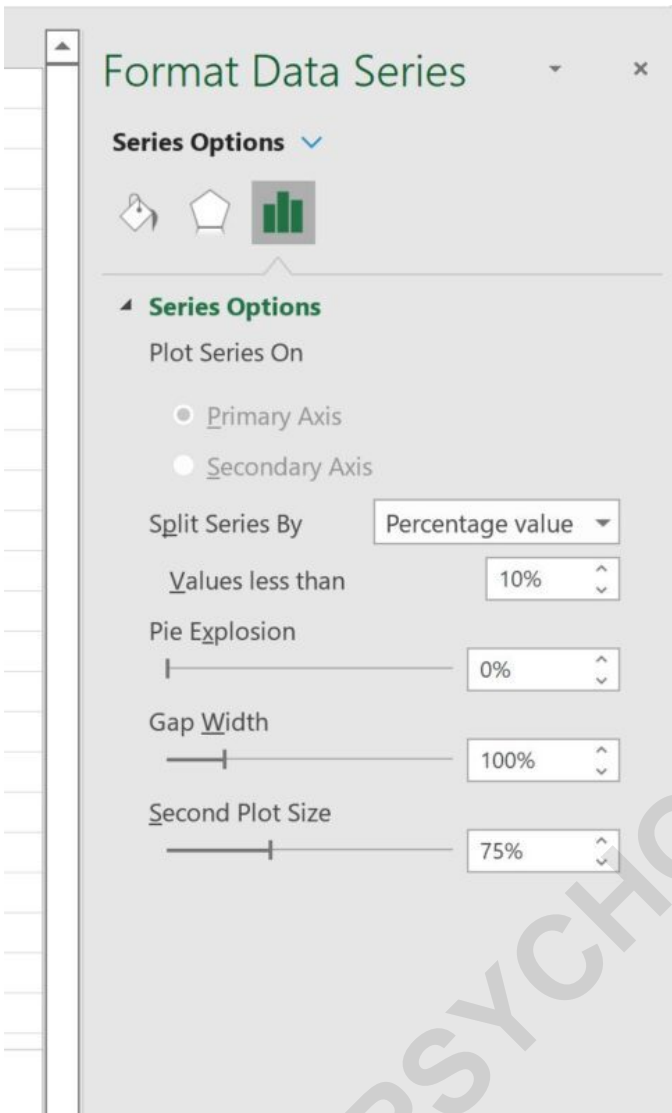 Format Data Series
Series Options
Series Options
Plot Series On
Primary Axis
Secondary Axis
Split Series By Percentage value
Values less than 10%
Pie Explosion
0%
Gap Width
100%
Second Plot Size
75%